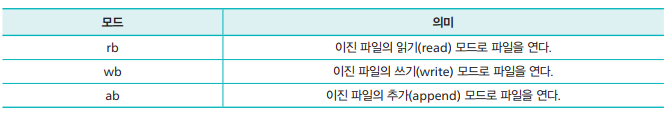 모드 의미
rb 이진 파일의 읽기(read) 모드로 파일을 연다.
wb 이진 파일의 쓰기(write) 모드로 파일을 연다.
ab 이진 파일의 추가(append) 모드로 파일을 연다.